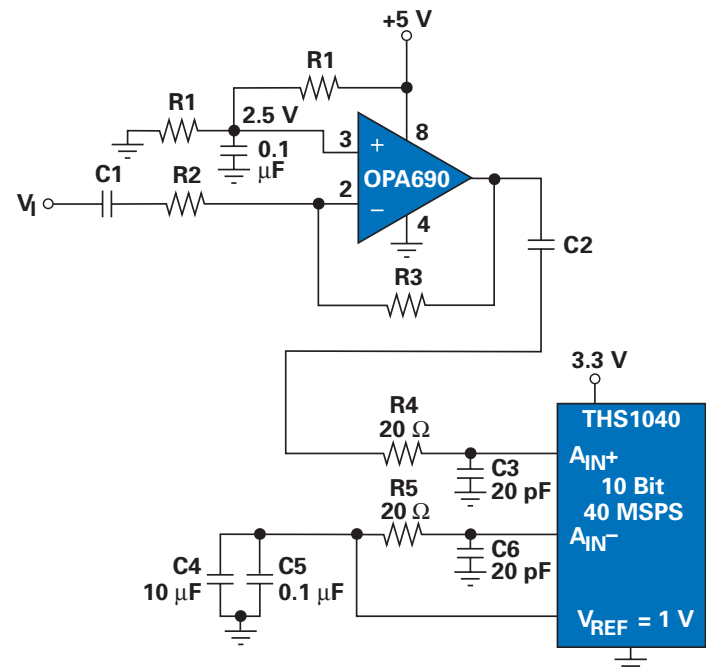 +5 V
R1
R1
2.5 V
3
8
+
0.1
μF
OPA690
C1
R2
2
VI
–
4
C2
R3
3.3 V
R4
20 Ω
THS1040
AIN+
C3
20 pF
10 Bit
R5
20 Ω
40 MSPS
AIN–
C6
20 pF
C4
10 μF
C5
0.1 μF
VREF = 1 V